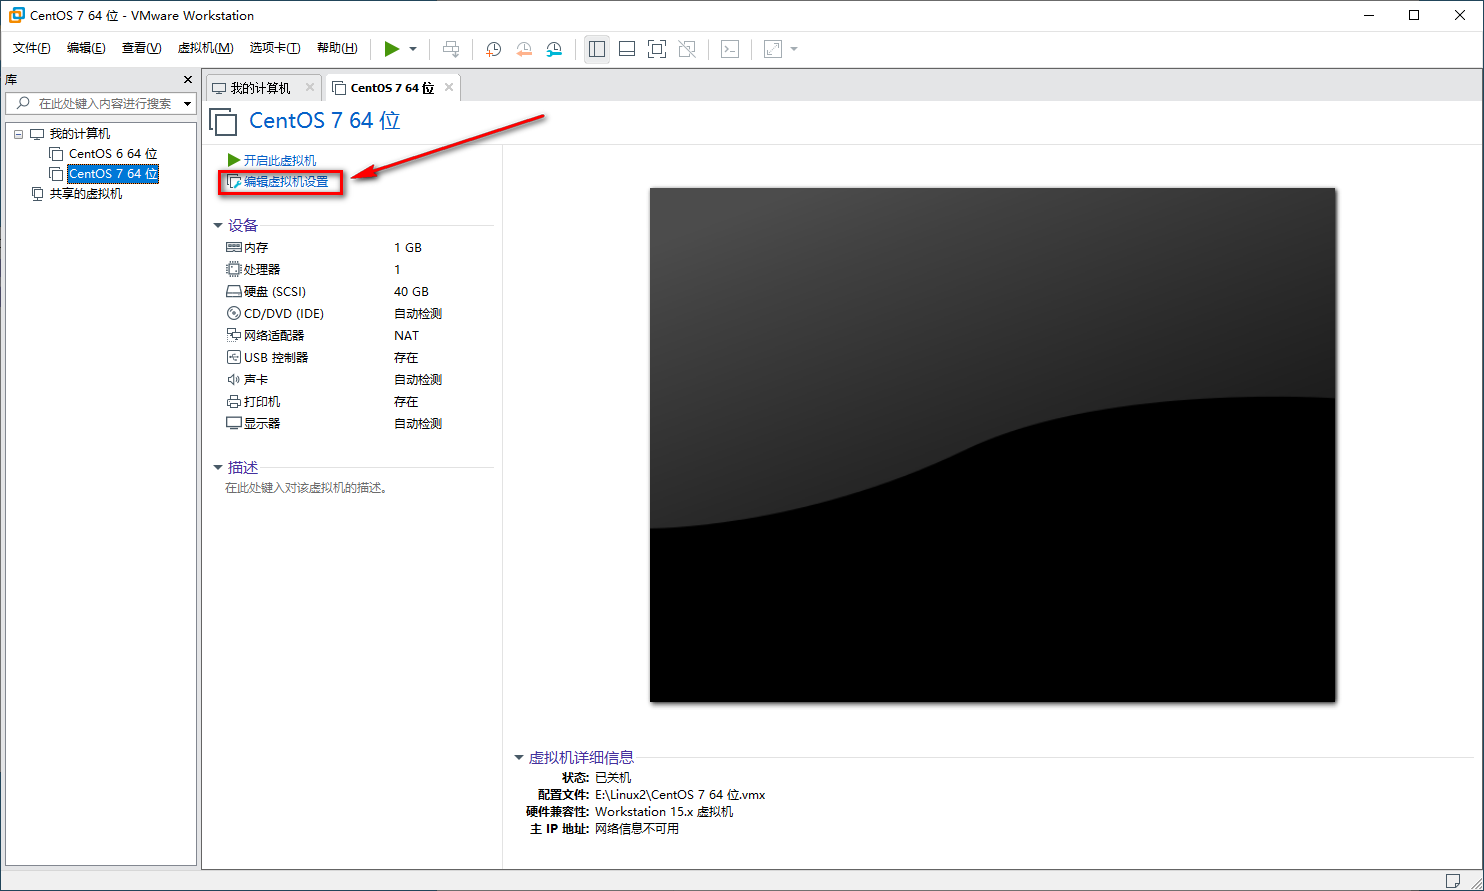 CentOS 7 64 位 - VMware Workstation
文件(F) 编辑(E) 查看(V) 虚拟机(M) 选项卡(T) 帮助(H)
库
在此处键入内容进行搜索
我的计算机
CentOS 6 64 位
CentOS 7 64 位
共享的虚拟机
我的计算机 CentOS 7 64 位
CentOS 7 64 位
开启此虚拟机
编辑虚拟机设置
设备
内存 1 GB
处理器 1
硬盘 (SCSI) 40 GB
CD/DVD (IDE) 自动检测
网络适配器 NAT
USB 控制器 存在
声卡 自动检测
打印机 存在
显示器 自动检测
描述
在此处键入对该虚拟机的描述。
虚拟机详细信息
状态: 已关机
配置文件: E:\Linux2\CentOS 7 64 位.vmx
硬件兼容性: Workstation 15.x 虚拟机
主 IP 地址: 网络信息不可用